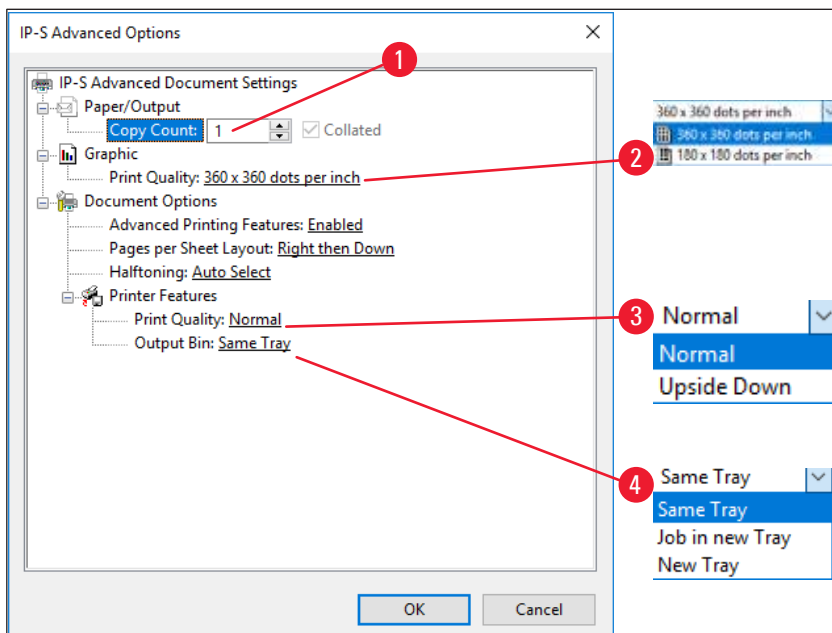 IP-S Advanced Options
IP-S Advanced Document Settings
Paper/Output
Copy Count: 1 Collated
Graphic
Print Quality: 360 x 360 dots per inch
Document Options
Advanced Printing Features: Enabled
Pages per Sheet Layout: Right then Down
Halftoning: Auto Select
Printer Features
Print Quality: Normal
Output Bin: Same Tray
OK Cancel
1
2
360 x 360 dots per inch
360 x 360 dots per inch
180 x 180 dots per inch
3
Normal
Normal
Upside Down
4
Same Tray
Same Tray
Job in new Tray
New Tray